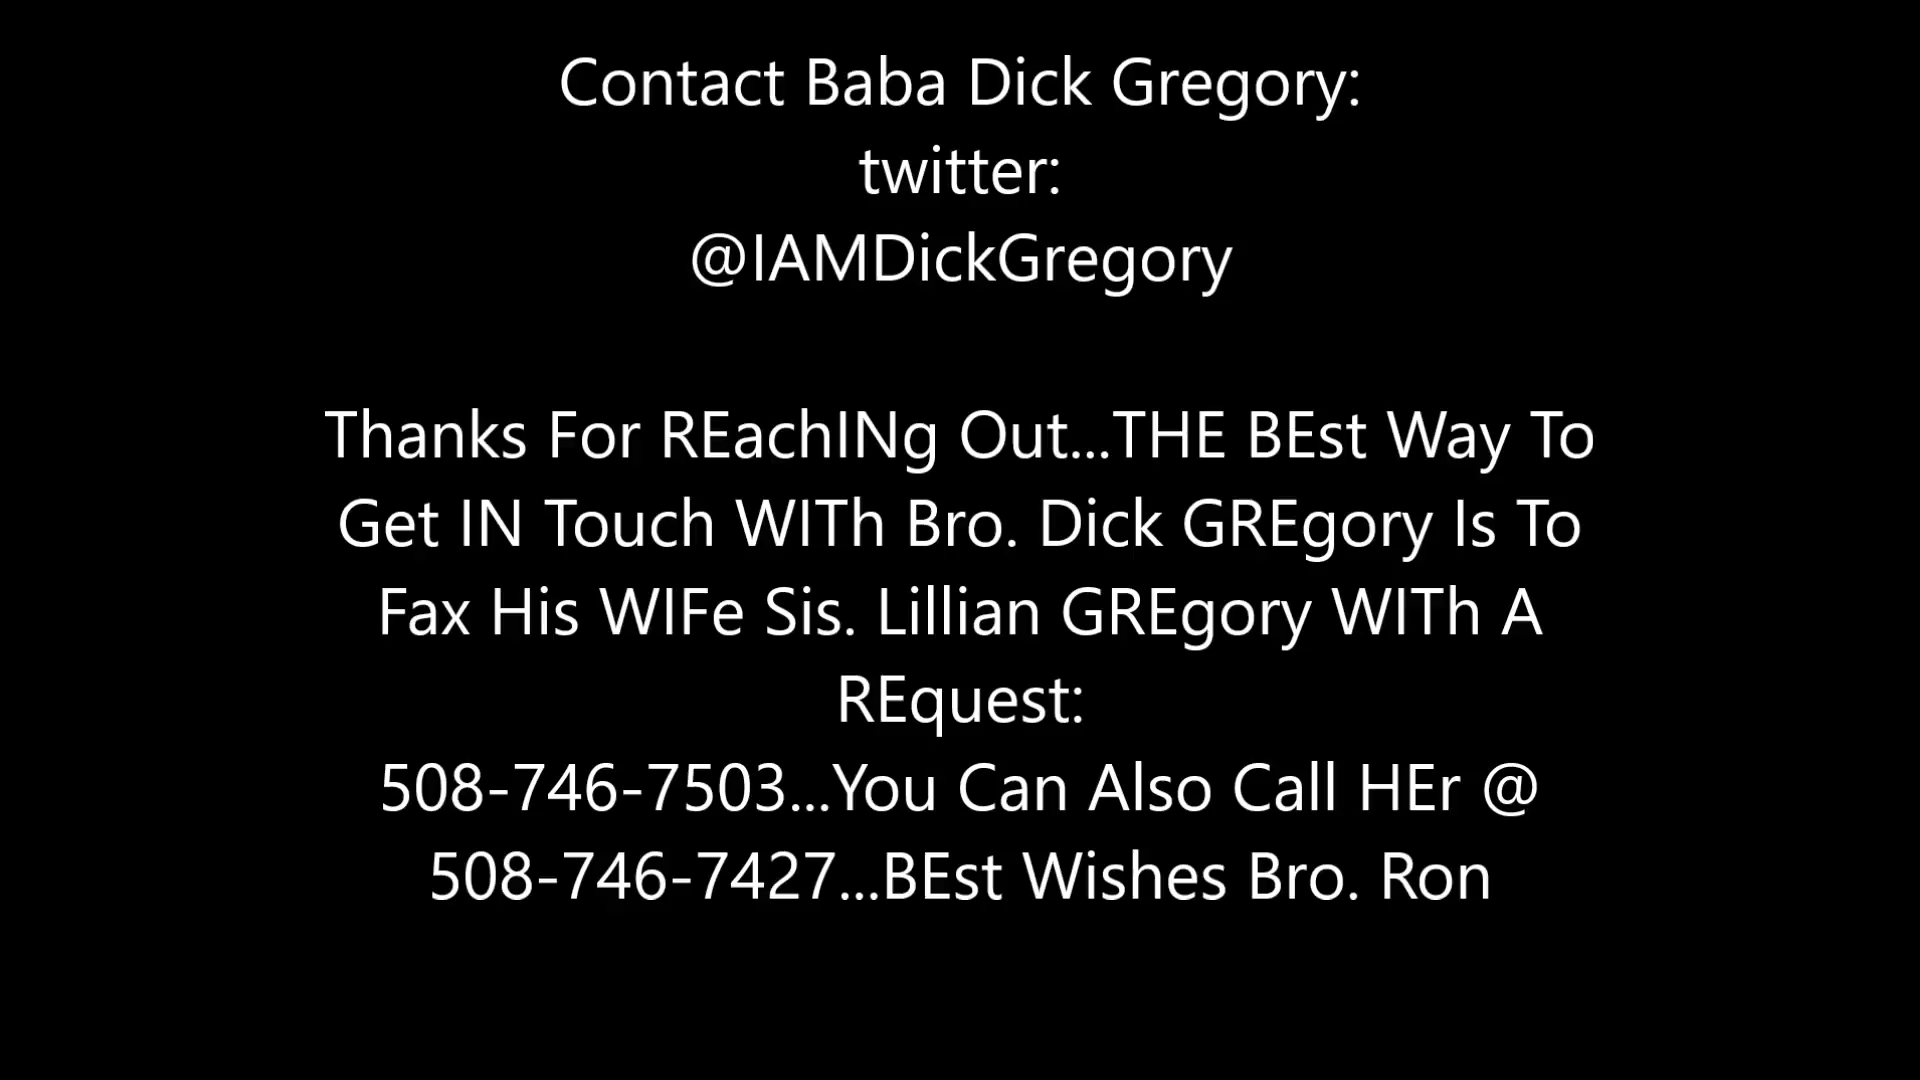 Contact Baba Dick Gregory:
twitter:
@IAMDickGregory
Thanks For REachINg Out...THE BEst Way To
Get IN Touch WITh Bro. Dick GREgory Is To
Fax His WIFe Sis. Lillian GREgory WITh A
REquest:
508-746-7503...You Can Also Call HEr @
508-746-7427...BEst Wishes Bro. Ron